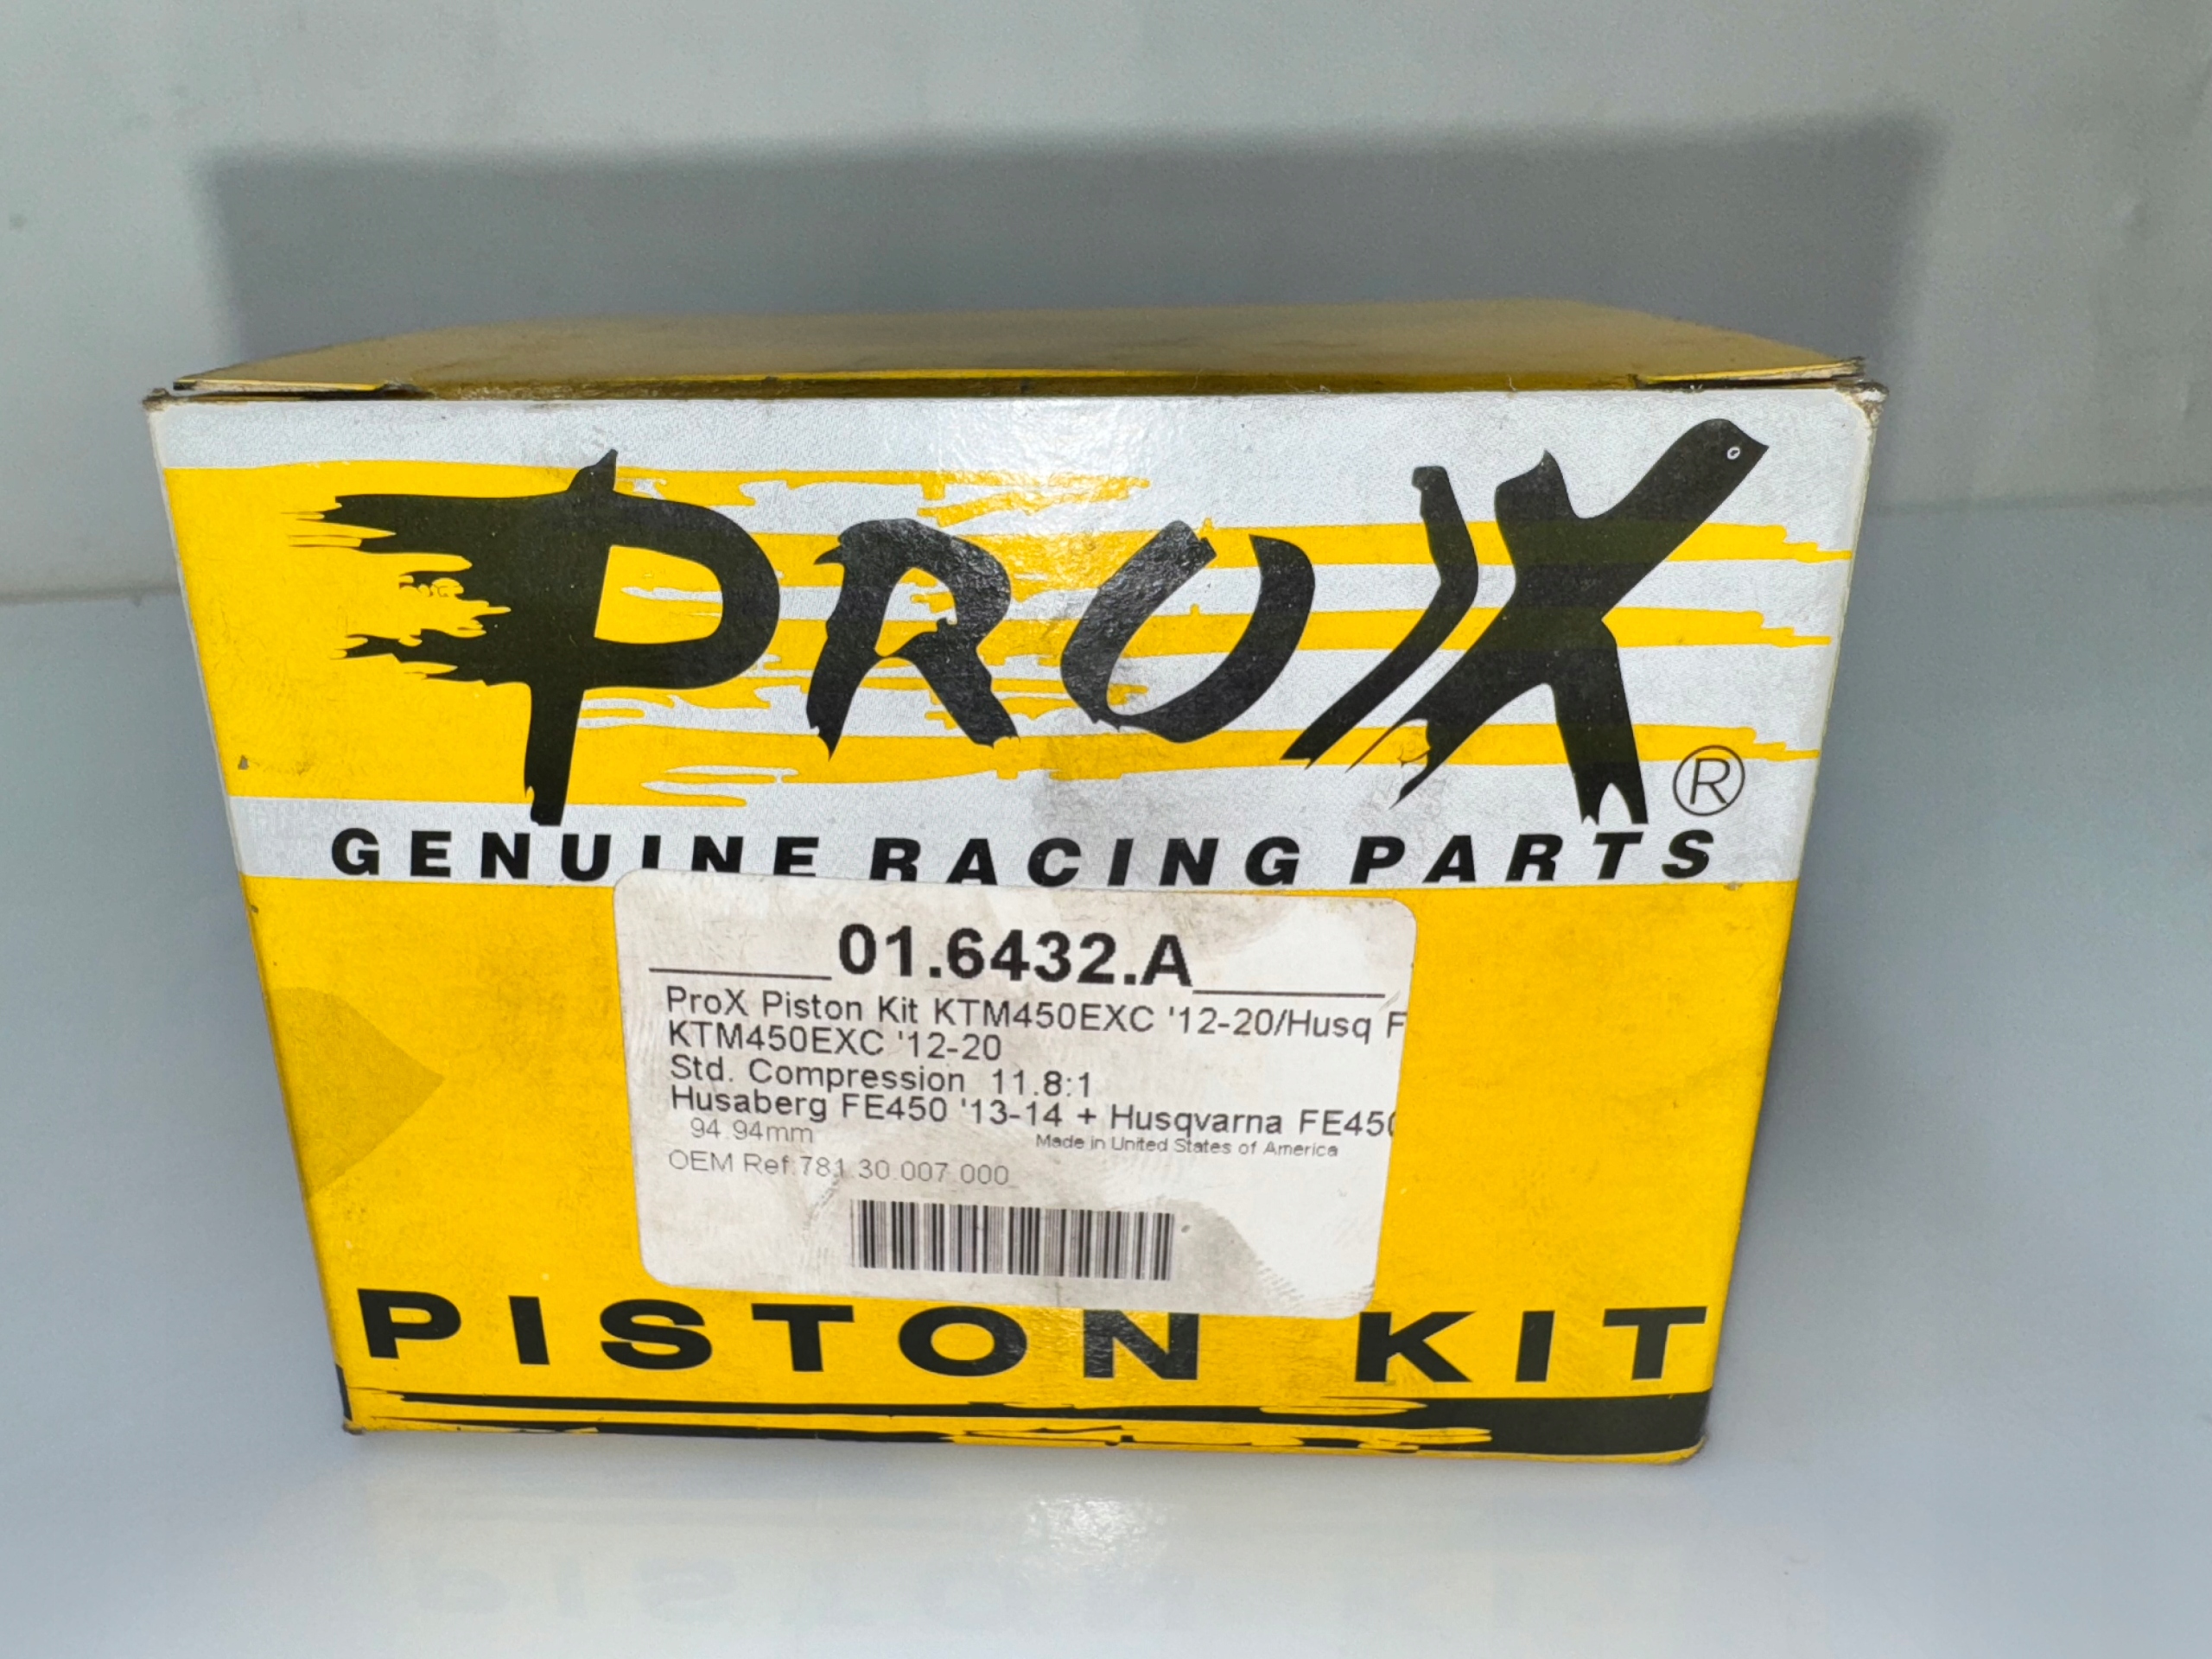 PROX®
GENUINE RACING PARTS
01.6432.A
ProX Piston Kit KTM450EXC '12-20/Husq F
KTM450EXC '12-20
Std. Compression 11.8:1
Husaberg FE450 '13-14 + Husqvarna FE450
94.94mm
Made in United States of America
OEM Ref:781.30.007.000
PISTON KIT